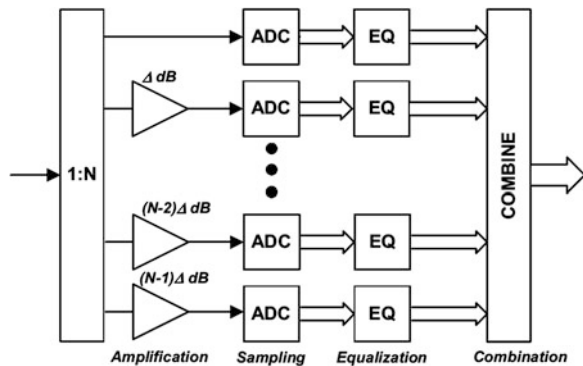 ADC EQ
Δ dB
ADC EQ
1:N
COMBINE
(N-2)Δ dB
ADC EQ
(N-1)Δ dB
ADC EQ
Amplification Sampling Equalization Combination